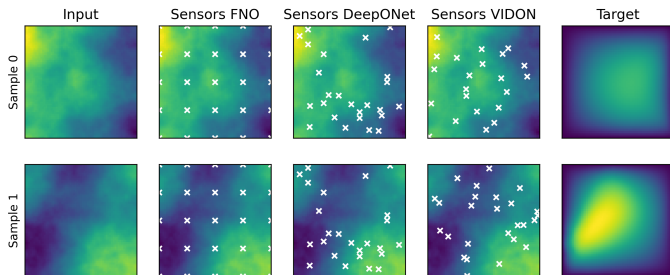 Input Sensors FNO Sensors DeepONet Sensors VIDON Target
Sample 0
Sample 1